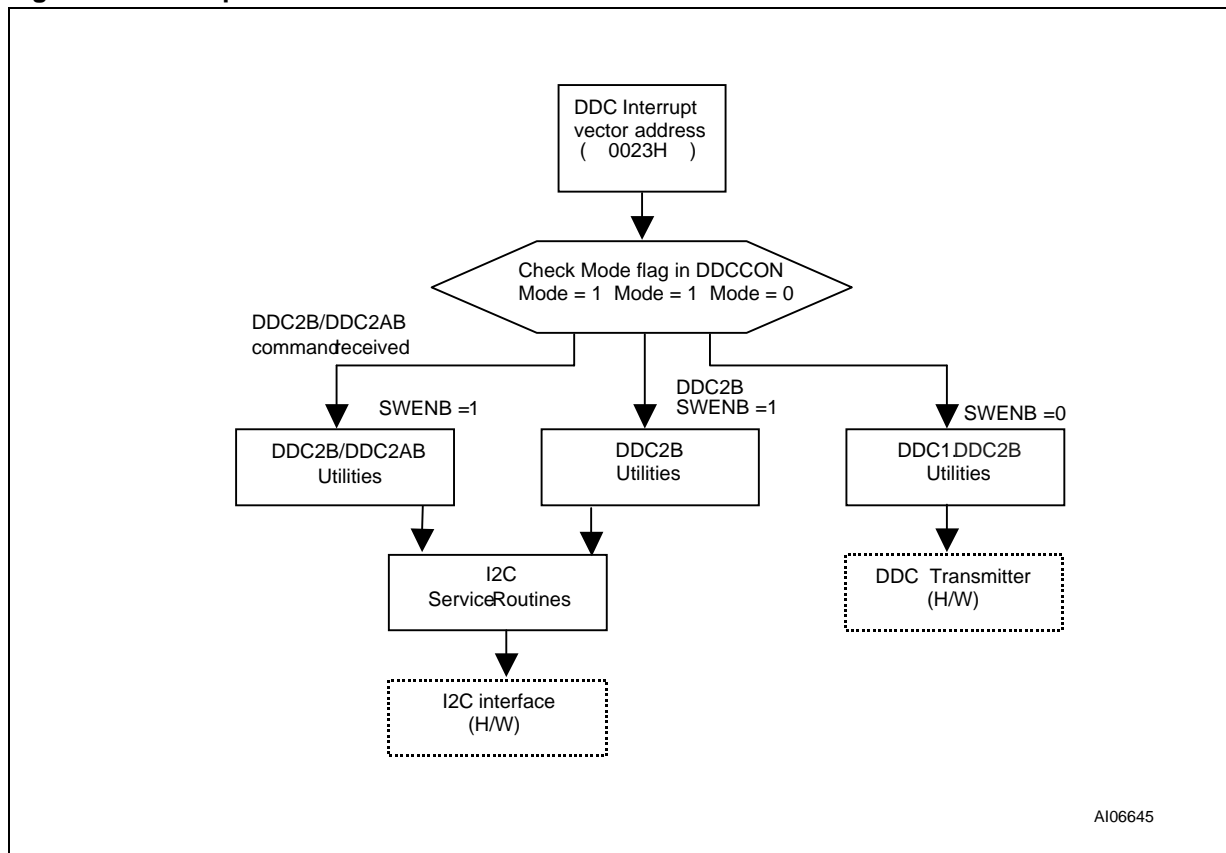 DDC Interrupt
vector address
( 0023H )
Check Mode flag in DDCCON
Mode = 1 Mode = 1 Mode = 0
DDC2B/DDC2AB
commandreceived
SWENB =1
DDC2B
SWENB =1
SWENB =0
DDC2B/DDC2AB
Utilities
DDC2B
Utilities
DDC1.DDC2B
Utilities
I2C
ServiceRoutines
DDC Transmitter
(H/W)
I2C interface
(H/W)
AI06645